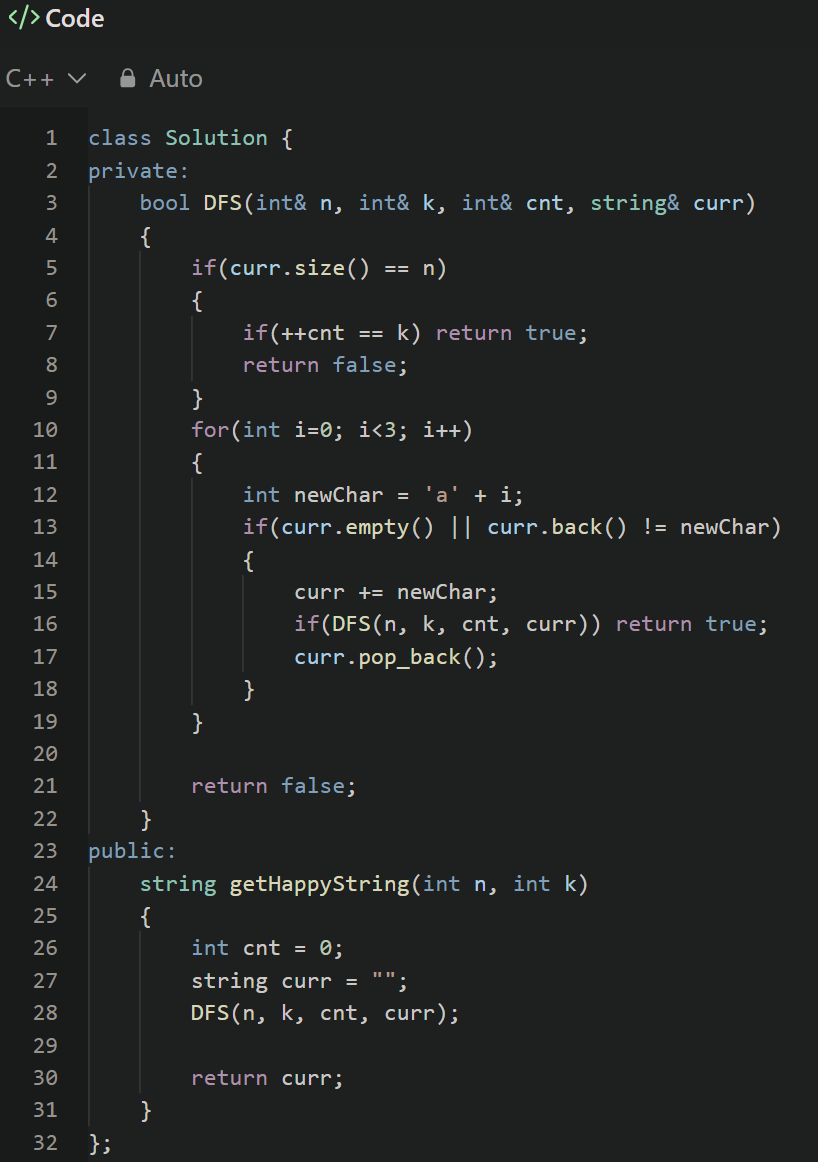 </> Code
C++ Auto
1 class Solution {
2 private:
3     bool DFS(int& n, int& k, int& cnt, string& curr)
4     {
5         if(curr.size() == n)
6         {
7             if(++cnt == k) return true;
8             return false;
9         }
10         for(int i=0; i<3; i++)
11         {
12             int newChar = 'a' + i;
13             if(curr.empty() || curr.back() != newChar)
14             {
15                 curr += newChar;
16                 if(DFS(n, k, cnt, curr)) return true;
17                 curr.pop_back();
18             }
19         }
20
21         return false;
22     }
23 public:
24     string getHappyString(int n, int k)
25     {
26         int cnt = 0;
27         string curr = "";
28         DFS(n, k, cnt, curr);
29
30         return curr;
31     }
32 };